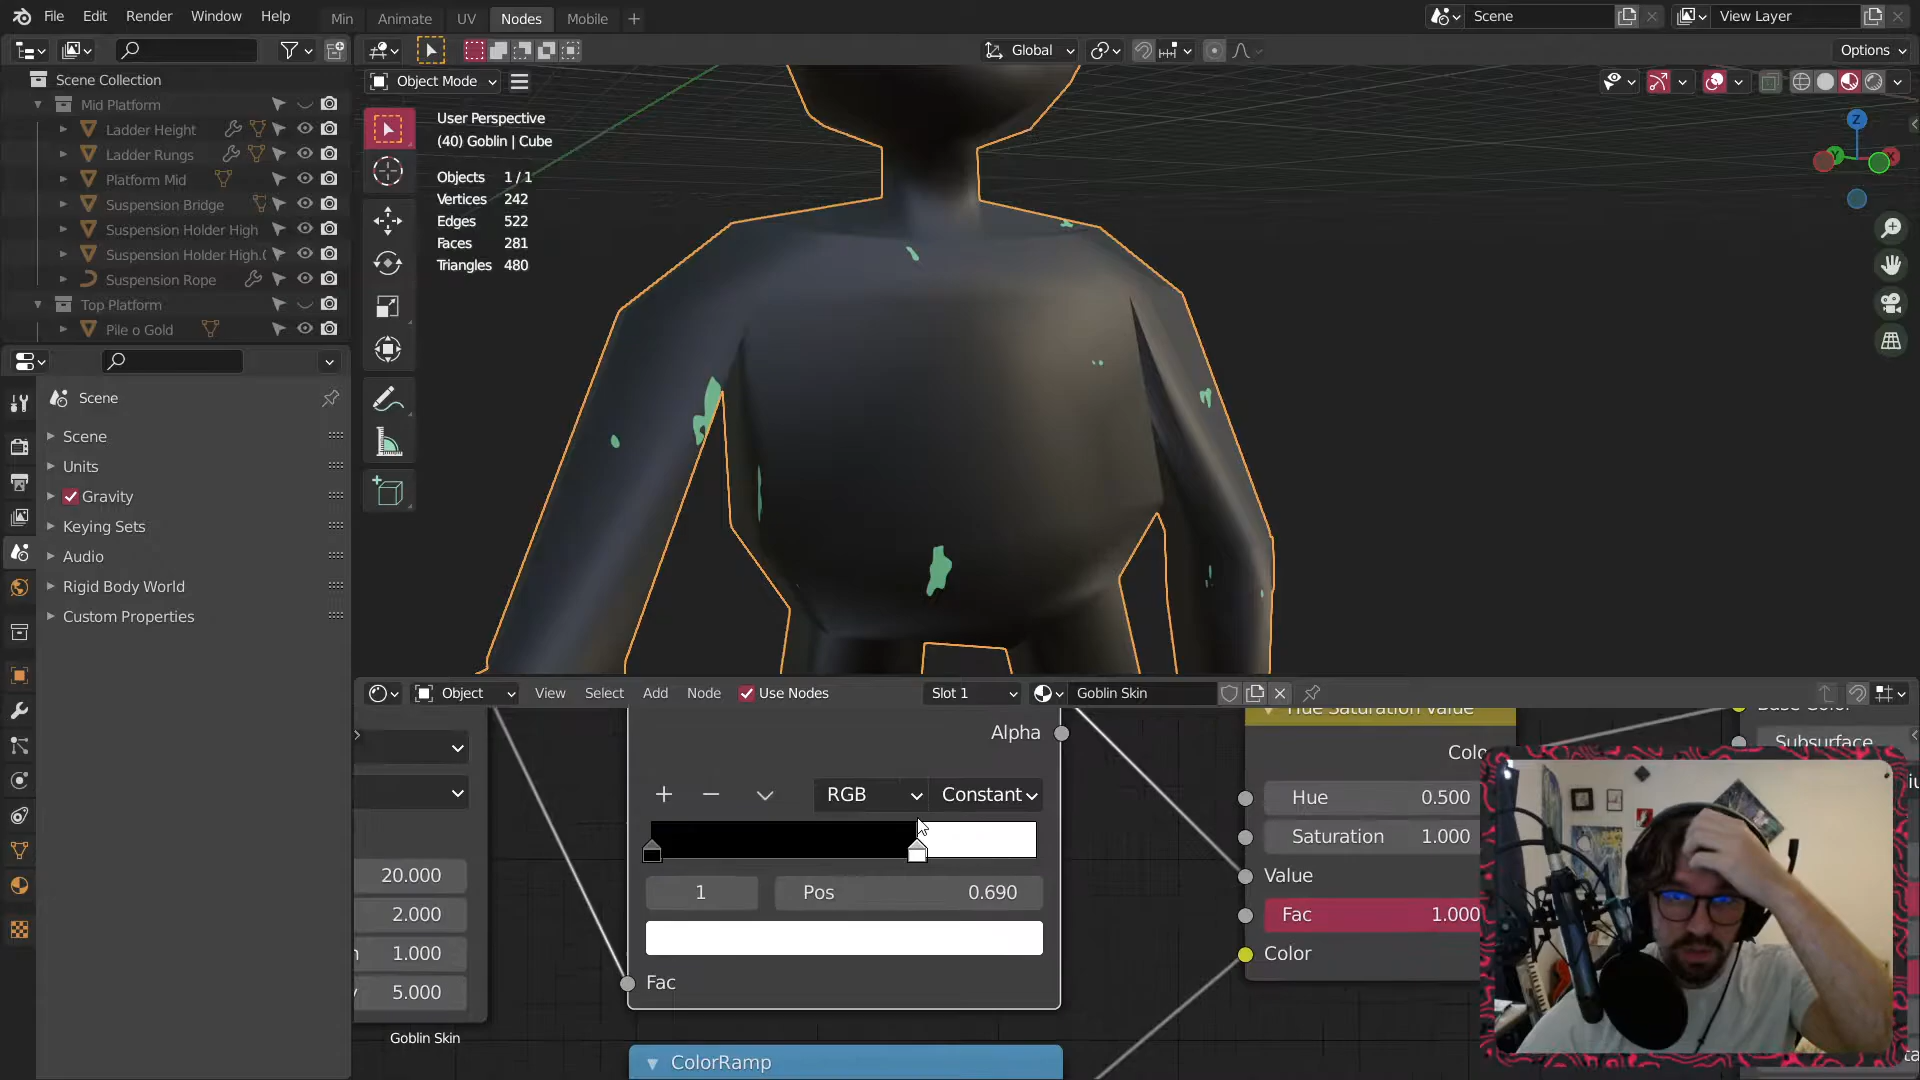 File Edit Render Window Help Min Animate UV Nodes Mobile + Scene View Layer
Global Options
Scene Collection
Object Mode
Mid Platform
Ladder Height
Ladder Rungs
Platform Mid
Suspension Bridge
Suspension Holder High
Suspension Holder High.
Suspension Rope
Top Platform
Pile o Gold
User Perspective
(40) Goblin | Cube
Objects 1 / 1
Vertices 242
Edges 522
Faces 281
Triangles 480
Z
Y
X
Scene
Scene
Units
Gravity
Keying Sets
Audio
Rigid Body World
Custom Properties
Object View Select Add Node Use Nodes Slot 1 Goblin Skin
Hue Saturation Value
Base Color
Alpha
Colo
Subsurface
RGB Constant
Hue 0.500
Saturation 1.000
20.000
1 Pos 0.690
Value
2.000
Fac 1.000
1.000
Color
Fac
5.000
Goblin Skin
ColorRamp